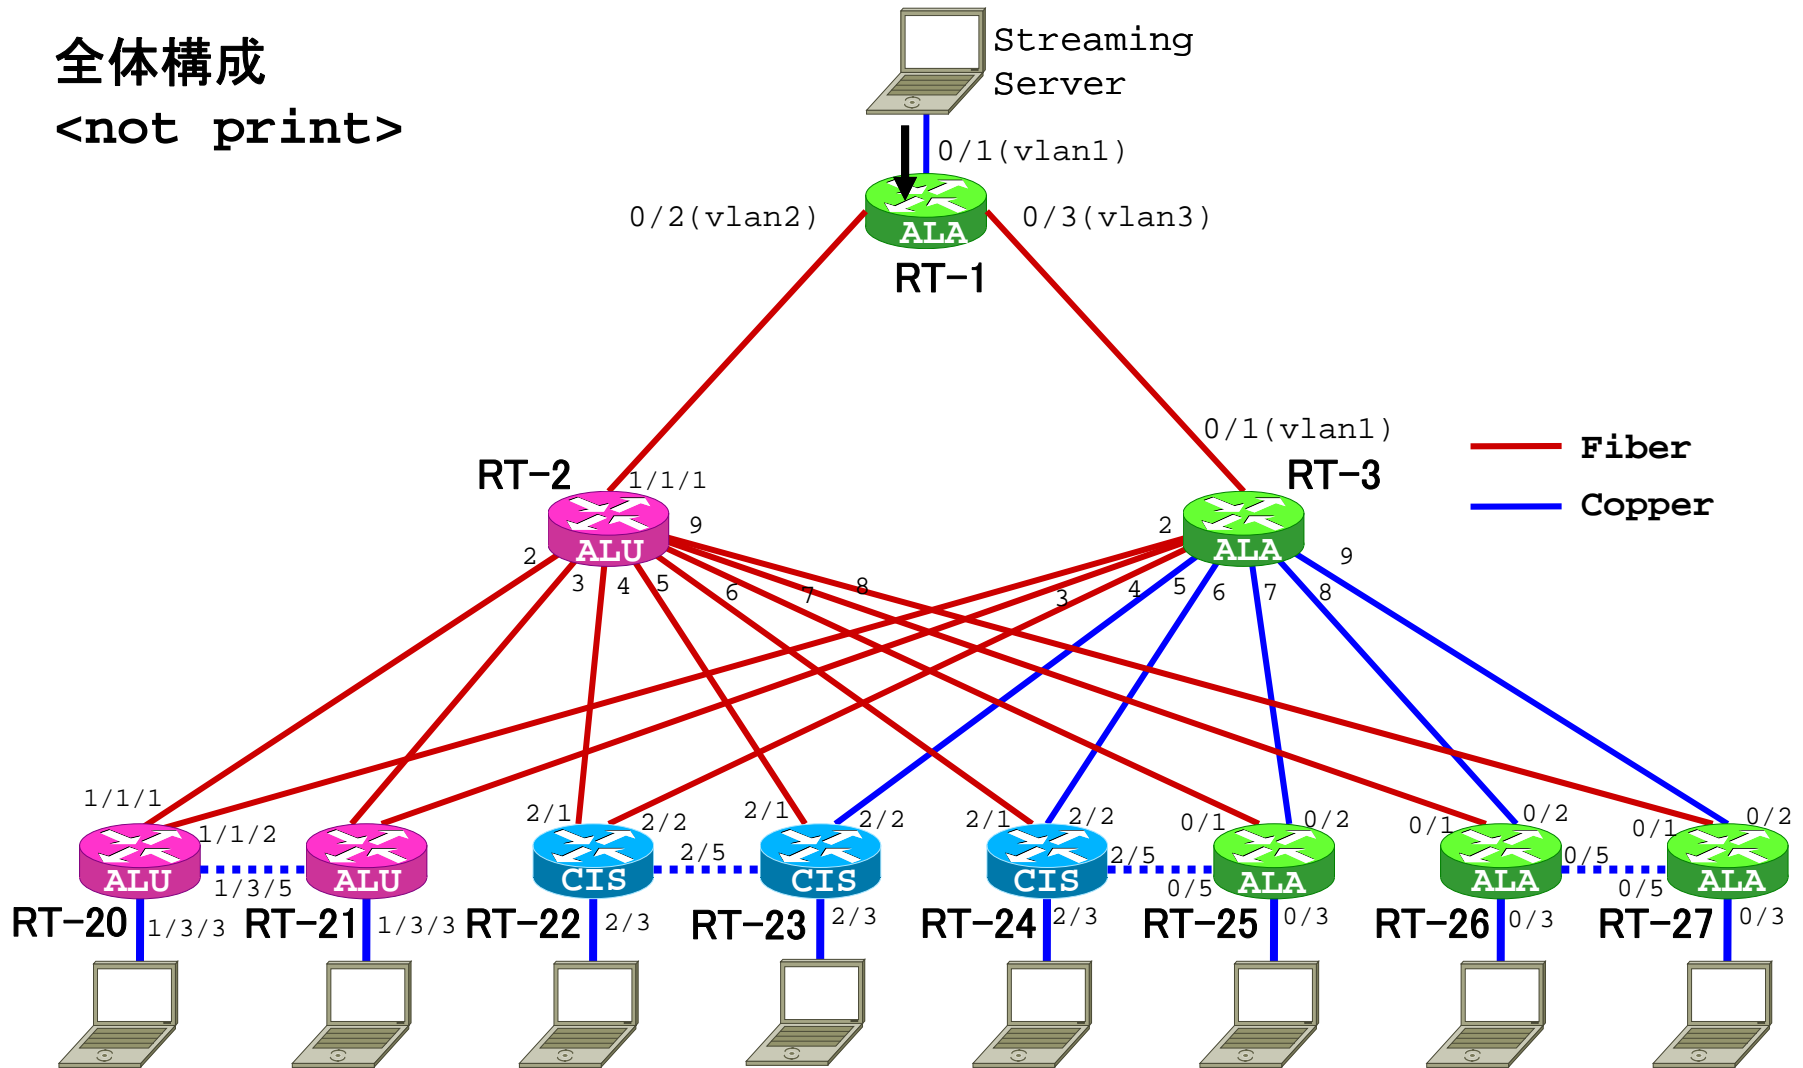 全体構成
<not print>
Streaming
Server
0/1(vlan1)
0/2(vlan2)
0/3(vlan3)
ALA
RT-1
0/1(vlan1)
RT-2
1/1/1
RT-3
Fiber
Copper
ALU
ALA
2
3
4
5
6
7
8
9
2
3
4
5
6
7
8
9
1/1/1
1/1/2
1/3/5
2/1
2/2
2/5
2/1
2/2
2/1
2/2
2/5
0/5
0/1
0/2
0/1
0/2
0/5
0/5
0/1
0/2
ALU
ALU
CIS
CIS
CIS
ALA
ALA
ALA
RT-20
1/3/3
RT-21
1/3/3
RT-22
2/3
RT-23
2/3
RT-24
2/3
RT-25
0/3
RT-26
0/3
RT-27
0/3